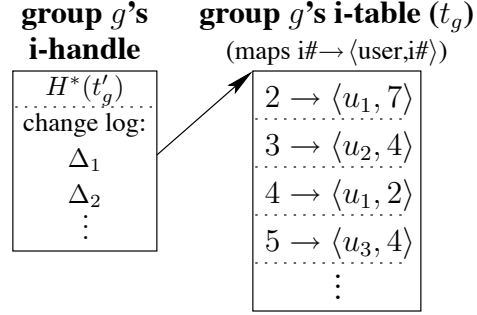 group g's
i-handle
H*(t′g)
change log:
Δ1
Δ2
⋮
group g's i-table (tg)
(maps i#→⟨user,i#⟩)
2 → ⟨u1, 7⟩
3 → ⟨u2, 4⟩
4 → ⟨u1, 2⟩
5 → ⟨u3, 4⟩
⋮